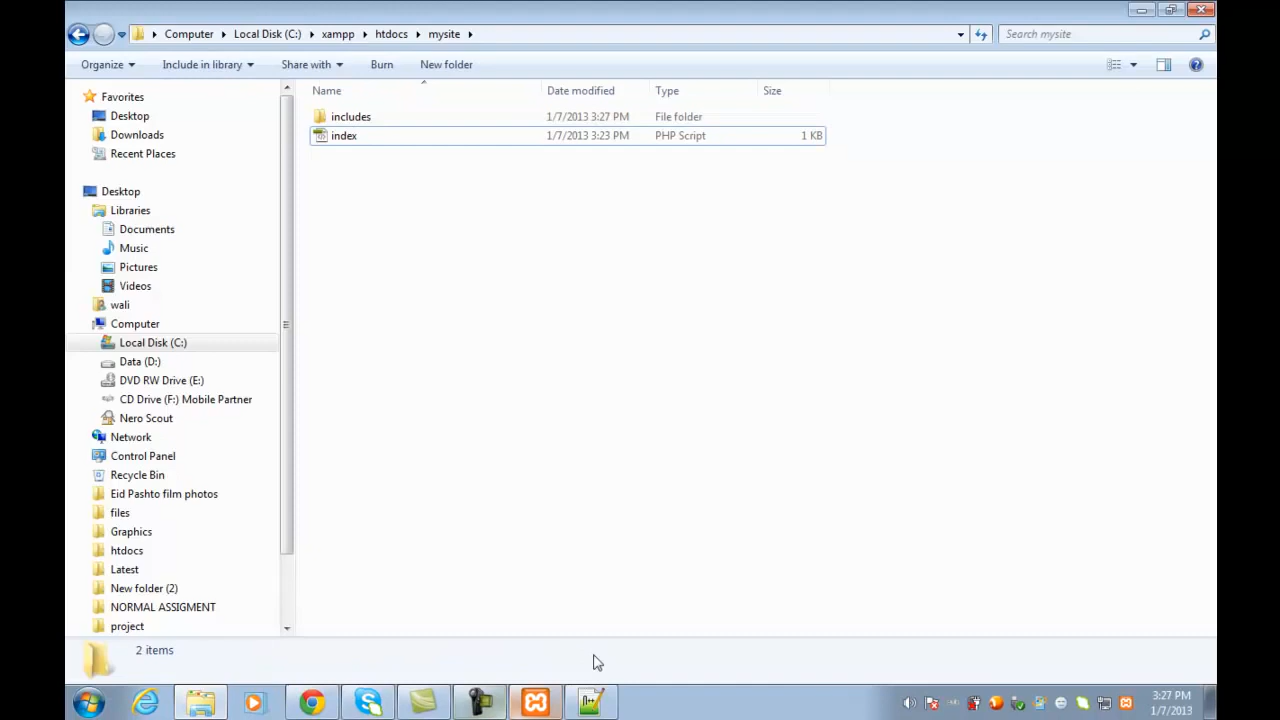 Computer Local Disk (C:) xampp htdocs mysite
Search mysite
Organize Include in library Share with Burn New folder
Name Date modified Type Size
includes 1/7/2013 3:27 PM File folder
index 1/7/2013 3:23 PM PHP Script 1 KB
Favorites
Desktop
Downloads
Recent Places
Desktop
Libraries
Documents
Music
Pictures
Videos
wali
Computer
Local Disk (C:)
Data (D:)
DVD RW Drive (E:)
CD Drive (F:) Mobile Partner
Nero Scout
Network
Control Panel
Recycle Bin
Eid Pashto film photos
files
Graphics
htdocs
Latest
New folder (2)
NORMAL ASSIGMENT
project
2 items
3:27 PM
1/7/2013